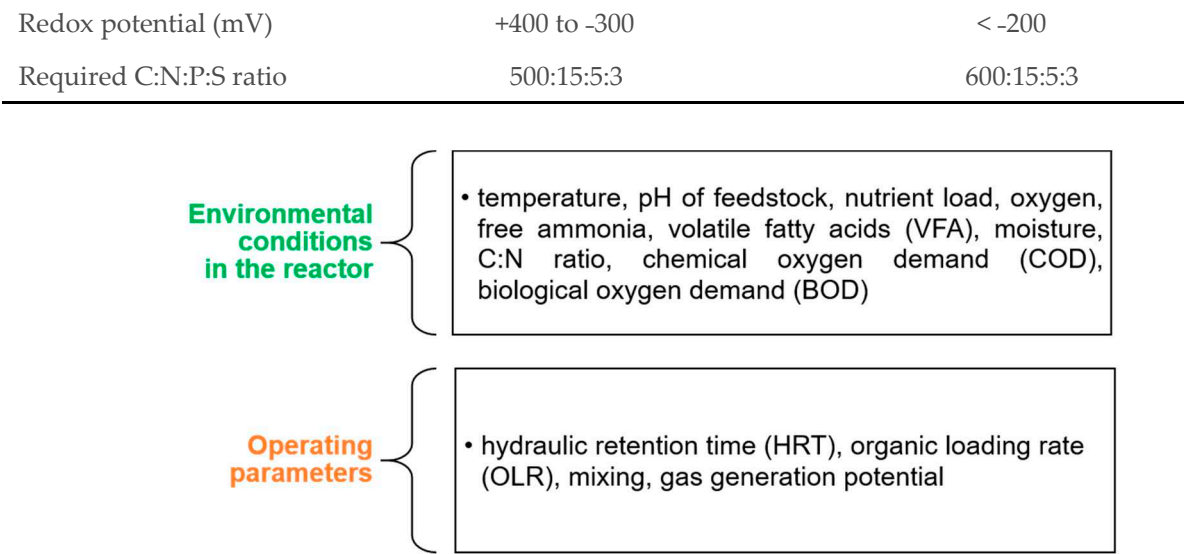 Redox potential (mV) +400 to -300 < -200
Required C:N:P:S ratio 500:15:5:3 600:15:5:3
Environmental
conditions
in the reactor
• temperature, pH of feedstock, nutrient load, oxygen,
free ammonia, volatile fatty acids (VFA), moisture,
C:N ratio, chemical oxygen demand (COD),
biological oxygen demand (BOD)
Operating
parameters
• hydraulic retention time (HRT), organic loading rate
(OLR), mixing, gas generation potential